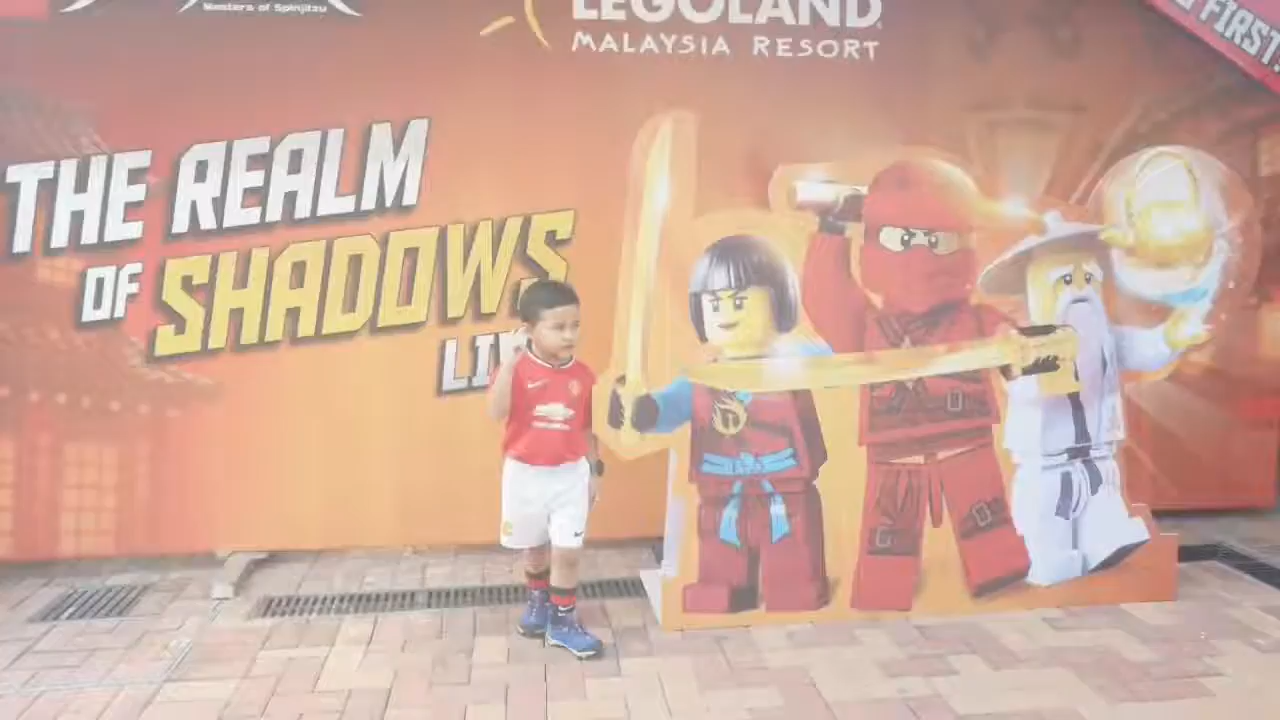 Masters of Spinjitzu
LEGOLAND
MALAYSIA RESORT
FIRST
THE REALM
OF SHADOWS